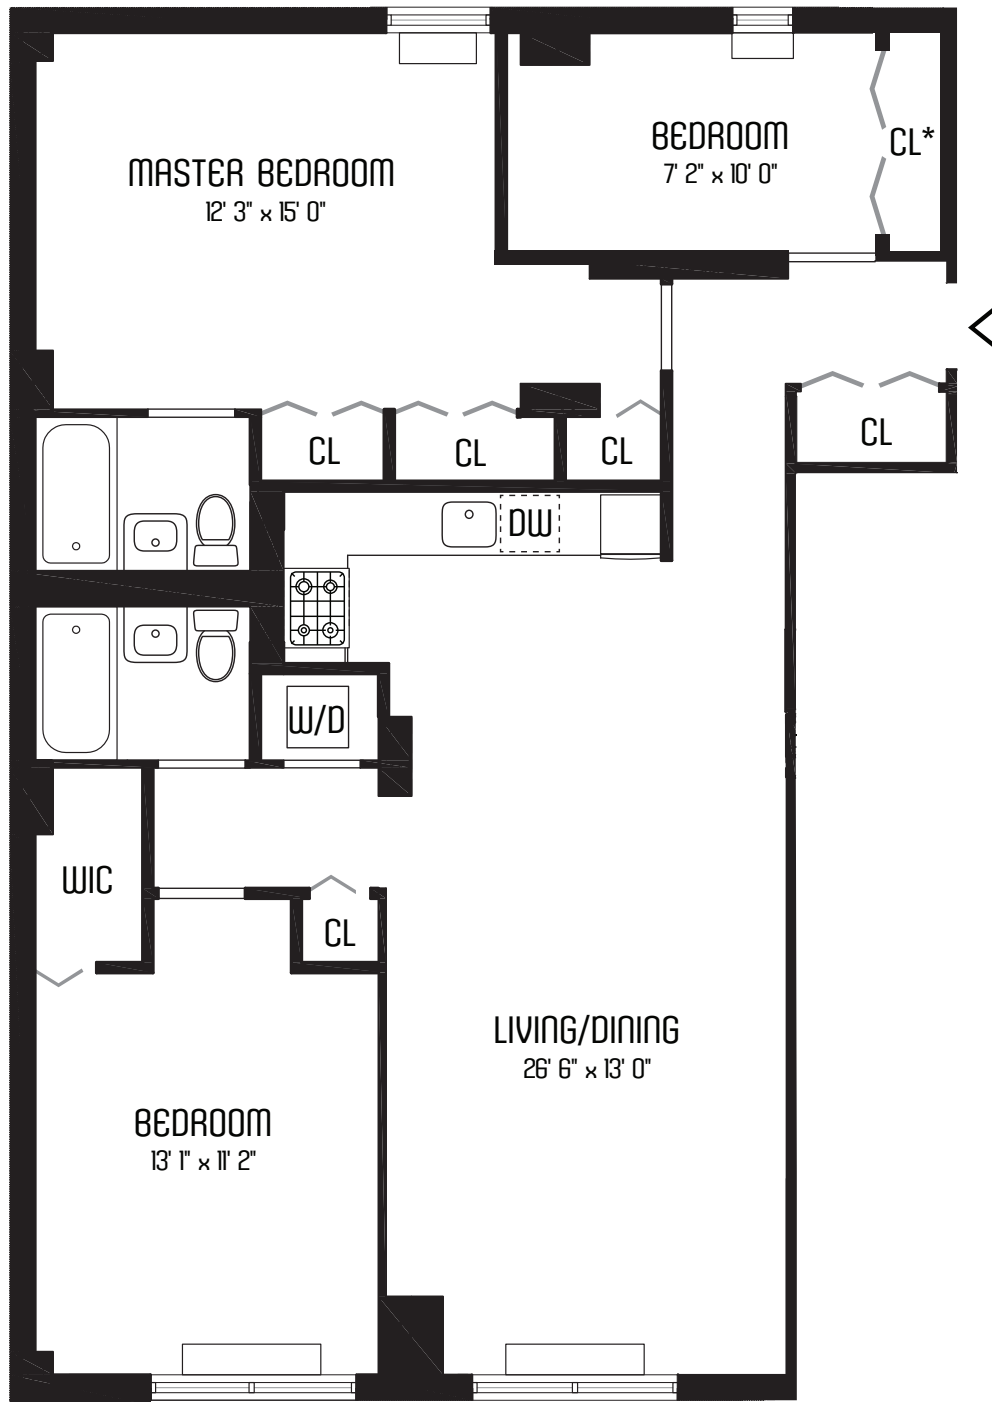 BEDROOM
7' 2" x 10' 0"
CL*
MASTER BEDROOM
12' 3" x 15' 0"
CL
CL
CL
CL
DW
W/D
WIC
CL
LIVING/DINING
26' 6" x 13' 0"
BEDROOM
13' 1" x 11' 2"